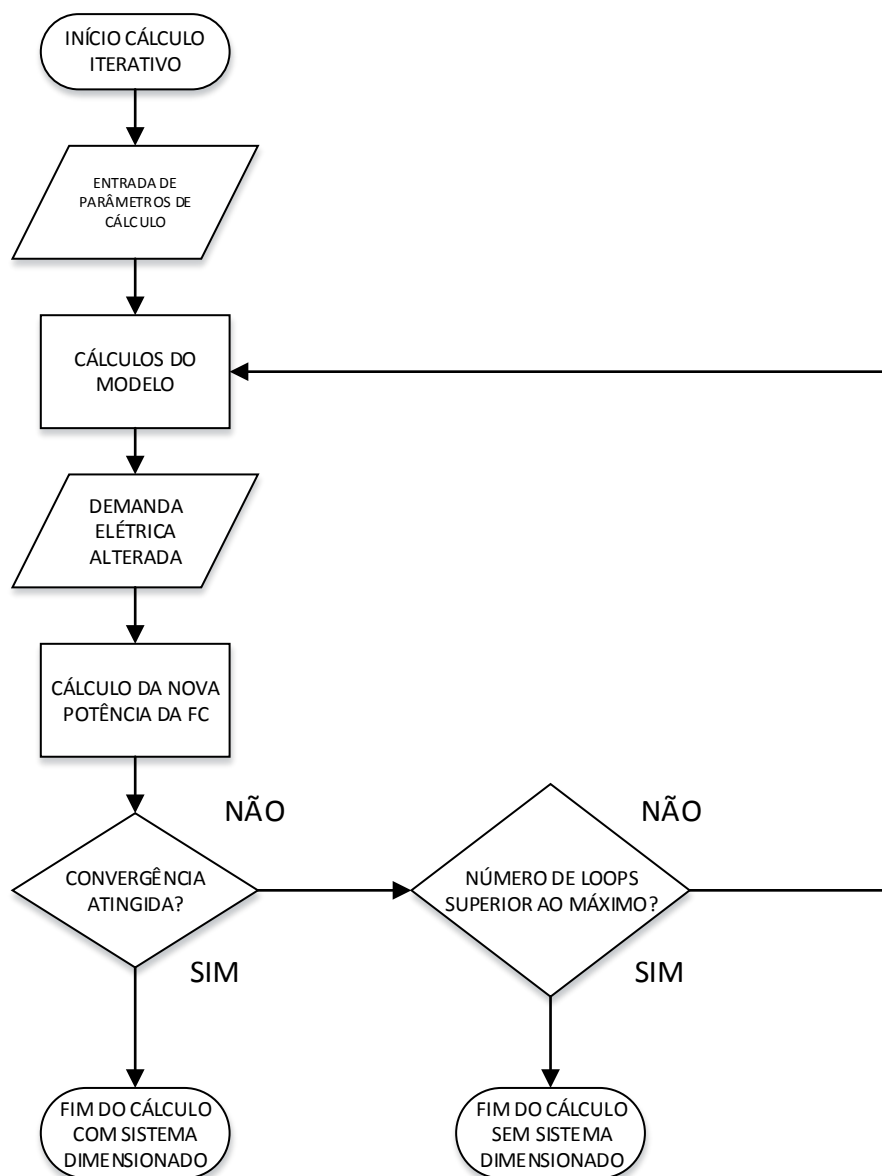 INÍCIO CÁLCULO
ITERATIVO
ENTRADA DE
PARÂMETROS DE
CÁLCULO
CÁLCULOS DO
MODELO
DEMANDA
ELÉTRICA
ALTERADA
CÁLCULO DA NOVA
POTÊNCIA DA FC
NÃO
CONVERGÊNCIA
ATINGIDA?
SIM
NÃO
NÚMERO DE LOOPS
SUPERIOR AO MÁXIMO?
SIM
FIM DO CÁLCULO
COM SISTEMA
DIMENSIONADO
FIM DO CÁLCULO
SEM SISTEMA
DIMENSIONADO